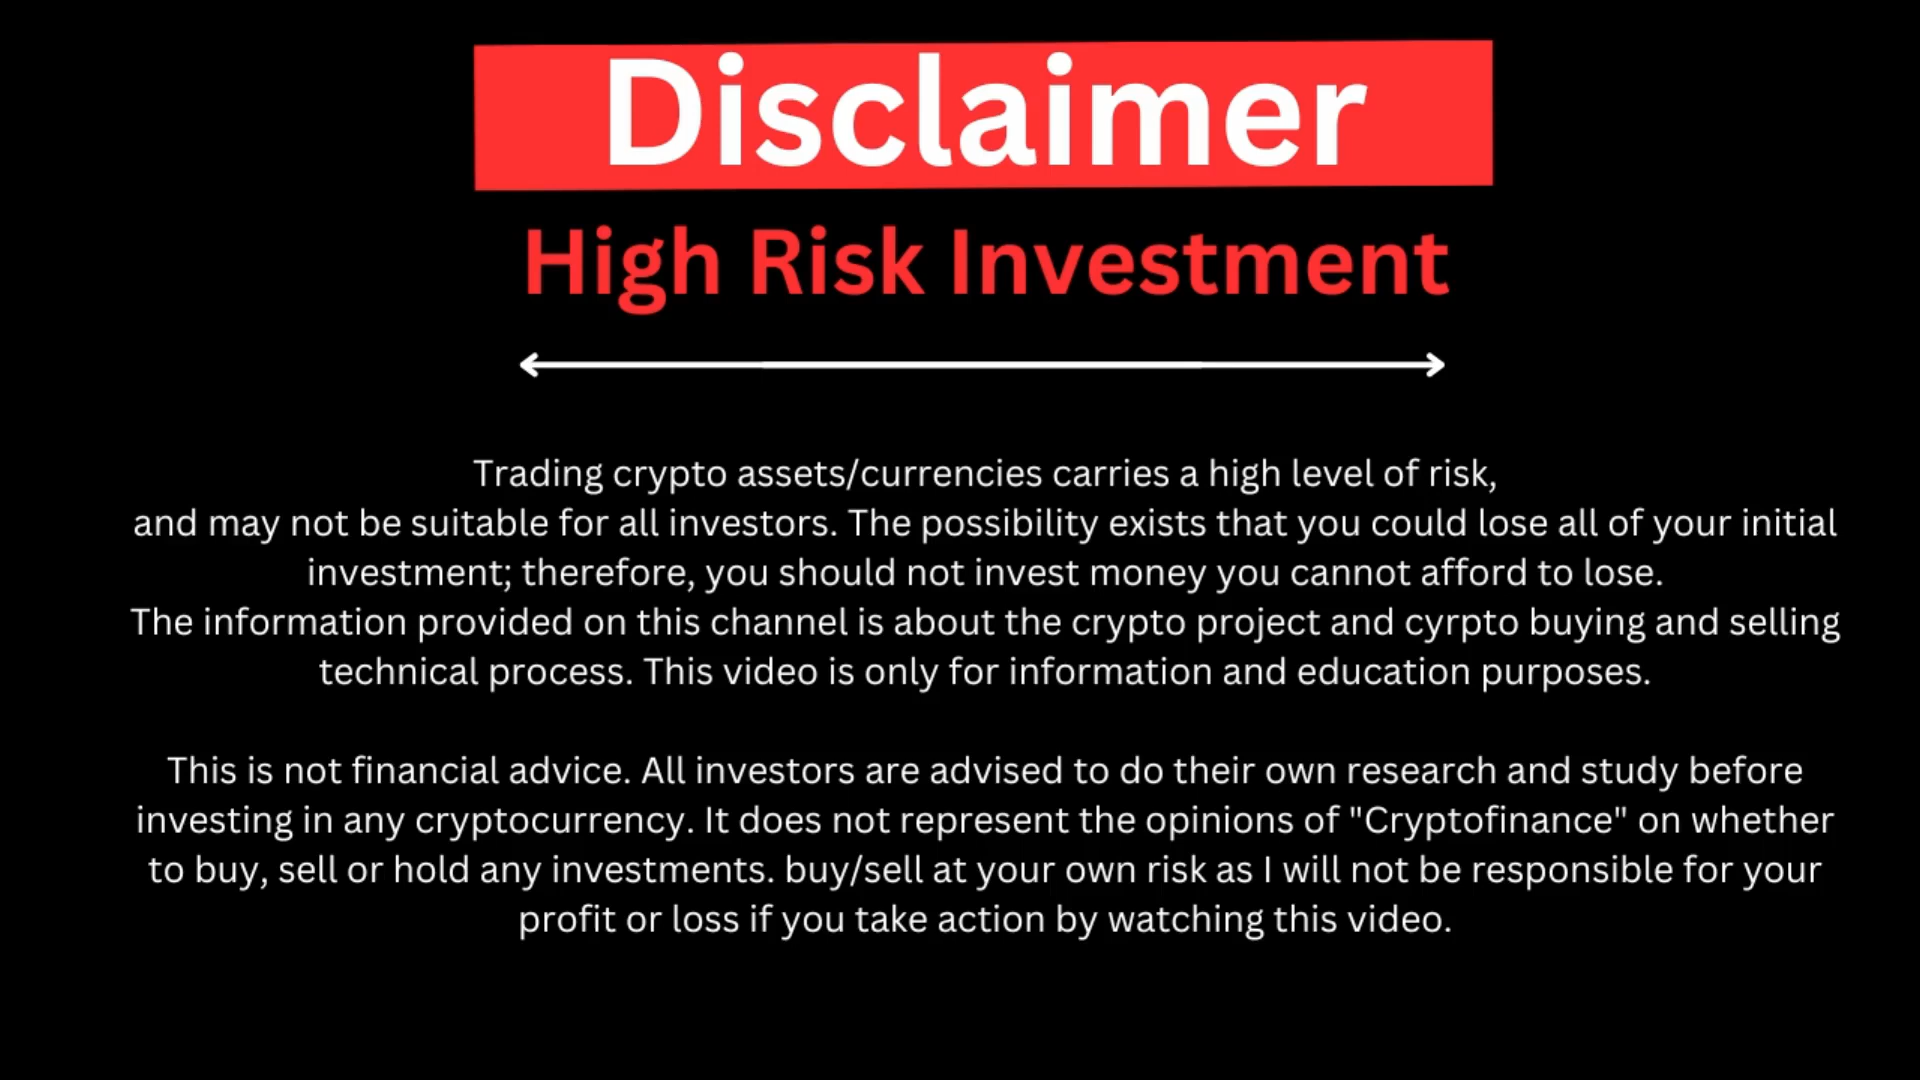 Disclaimer
High Risk Investment
Trading crypto assets/currencies carries a high level of risk,
and may not be suitable for all investors. The possibility exists that you could lose all of your initial
investment; therefore, you should not invest money you cannot afford to lose.
The information provided on this channel is about the crypto project and cyrpto buying and selling
technical process. This video is only for information and education purposes.
This is not financial advice. All investors are advised to do their own research and study before
investing in any cryptocurrency. It does not represent the opinions of "Cryptofinance" on whether
to buy, sell or hold any investments. buy/sell at your own risk as I will not be responsible for your
profit or loss if you take action by watching this video.